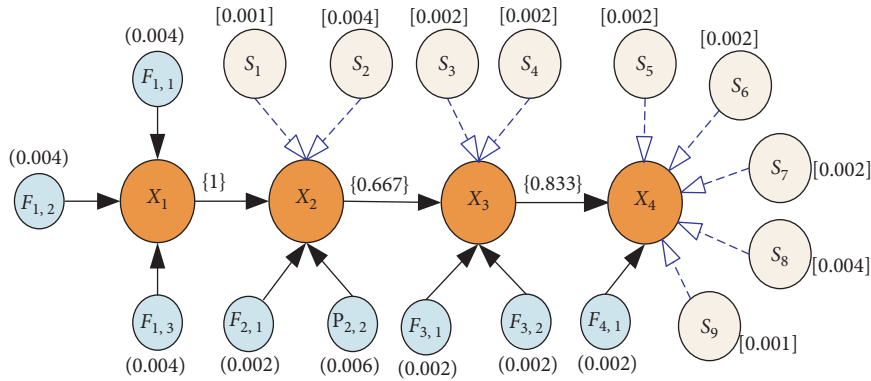 [0.001] [0.004] [0.002] [0.002] [0.002] [0.002]
(0.004)
S1 S2 S3 S4 S5 S6
F1, 1
(0.004)
{1} {0.667} {0.833}
S7 [0.002]
F1, 2 X1 X2 X3 X4
S8 [0.004]
F1, 3 F2, 1 P2, 2 F3, 1 F3, 2 F4, 1 S9 [0.001]
(0.004) (0.002) (0.006) (0.002) (0.002) (0.002)